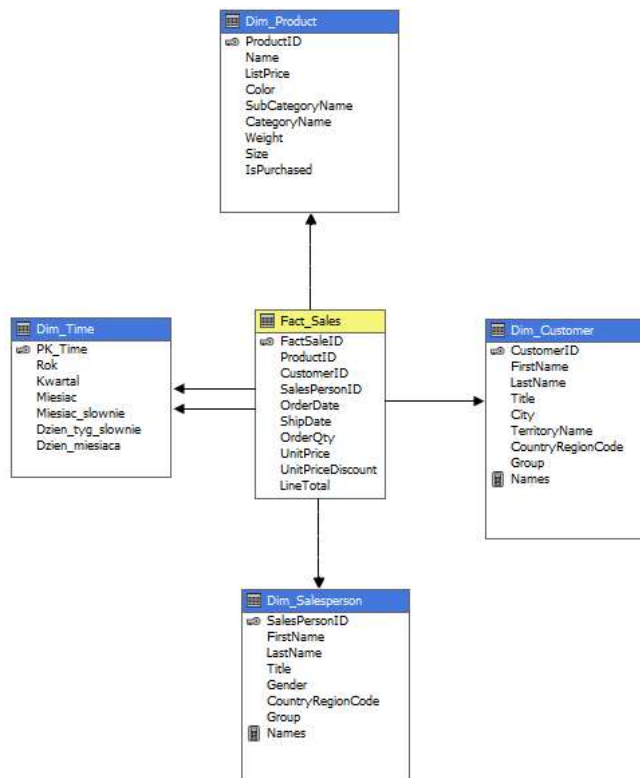 Dim_Product
ProductID
Name
ListPrice
Color
SubCategoryName
CategoryName
Weight
Size
IsPurchased
Dim_Time
PK_Time
Rok
Kwartal
Miesiac
Miesiac_slownie
Dzien_tyg_slownie
Dzien_miesiaca
Fact_Sales
FactSaleID
ProductID
CustomerID
SalesPersonID
OrderDate
ShipDate
OrderQty
UnitPrice
UnitPriceDiscount
LineTotal
Dim_Customer
CustomerID
FirstName
LastName
Title
City
TerritoryName
CountryRegionCode
Group
Names
Dim_Salesperson
SalesPersonID
FirstName
LastName
Title
Gender
CountryRegionCode
Group
Names